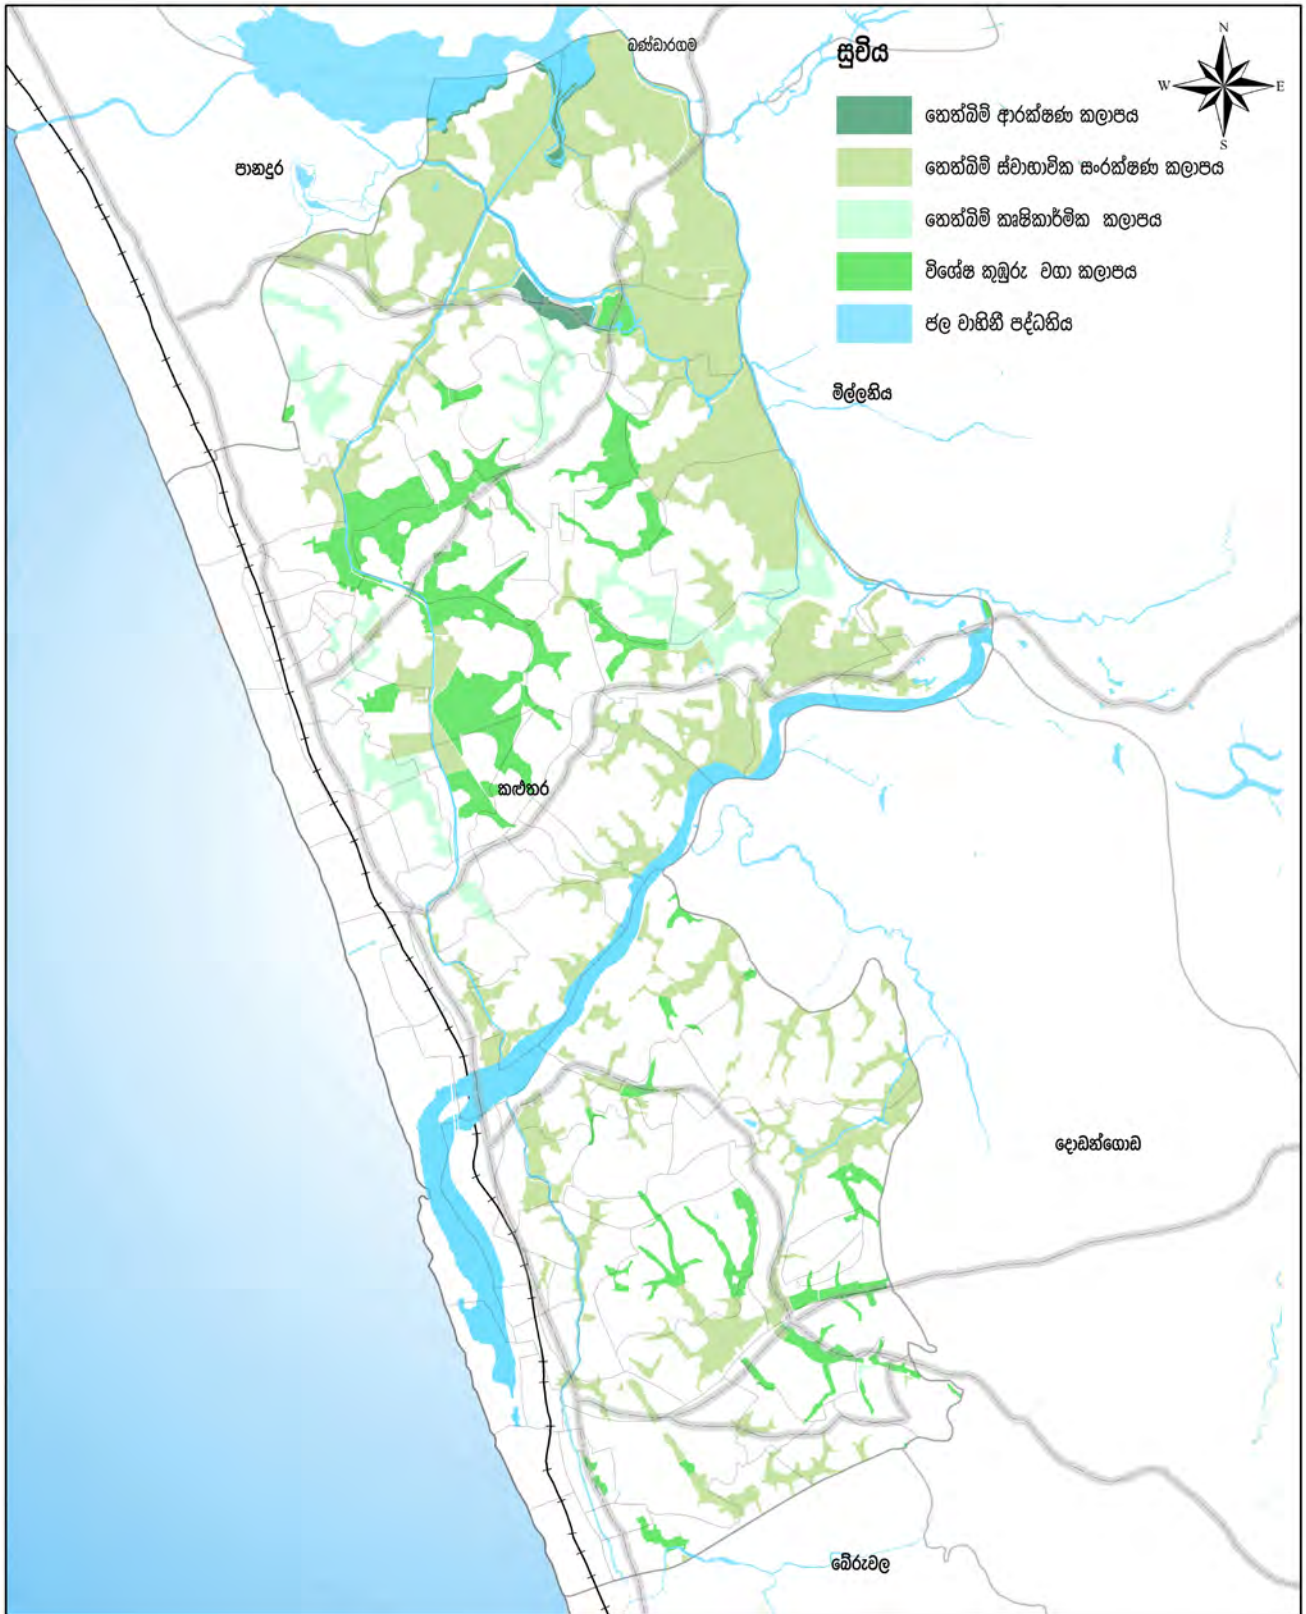 බණ්ඩාරගම
සූචිය
N
W
E
S
තෙත්බිම් ආරක්ෂණ කලාපය
තෙත්බිම් ස්වාභාවික සංරක්ෂණ කලාපය
තෙත්බිම් කෘෂිකාර්මික කලාපය
විශේෂ කුඹුරු වගා කලාපය
ජල වාහිනී පද්ධතිය
පානදුර
මිල්ලනිය
කළුතර
දොඩන්ගොඩ
බේරුවල